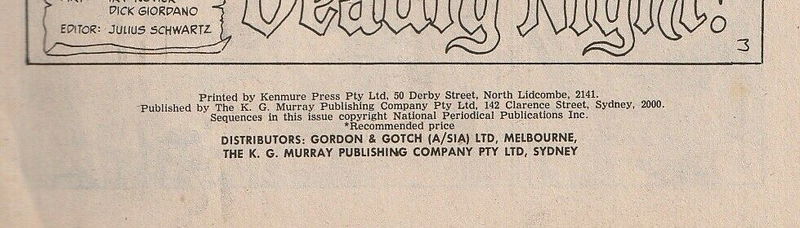 DICK GIORDANO
EDITOR: JULIUS SCHWARTZ
Deadly Night!
3
Printed by Kenmure Press Pty Ltd, 50 Derby Street, North Lidcombe, 2141.
Published by The K. G. Murray Publishing Company Pty Ltd, 142 Clarence Street, Sydney, 2000.
Sequences in this issue copyright National Periodical Publications Inc.
*Recommended price
DISTRIBUTORS: GORDON & GOTCH (A/SIA) LTD, MELBOURNE,
THE K. G. MURRAY PUBLISHING COMPANY PTY LTD, SYDNEY